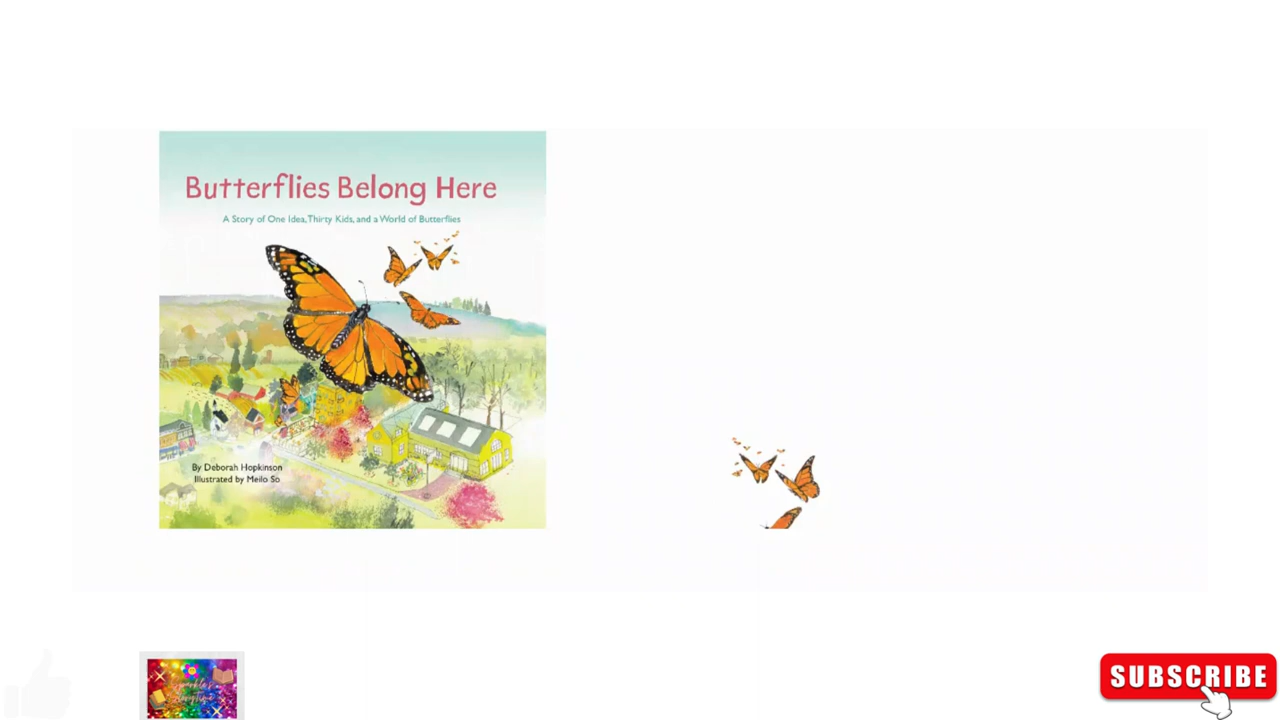 Butterflies Belong Here
A Story of One Idea, Thirty Kids, and a World of Butterflies
By Deborah Hopkinson
Illustrated by Meilo So
SUBSCRIBE